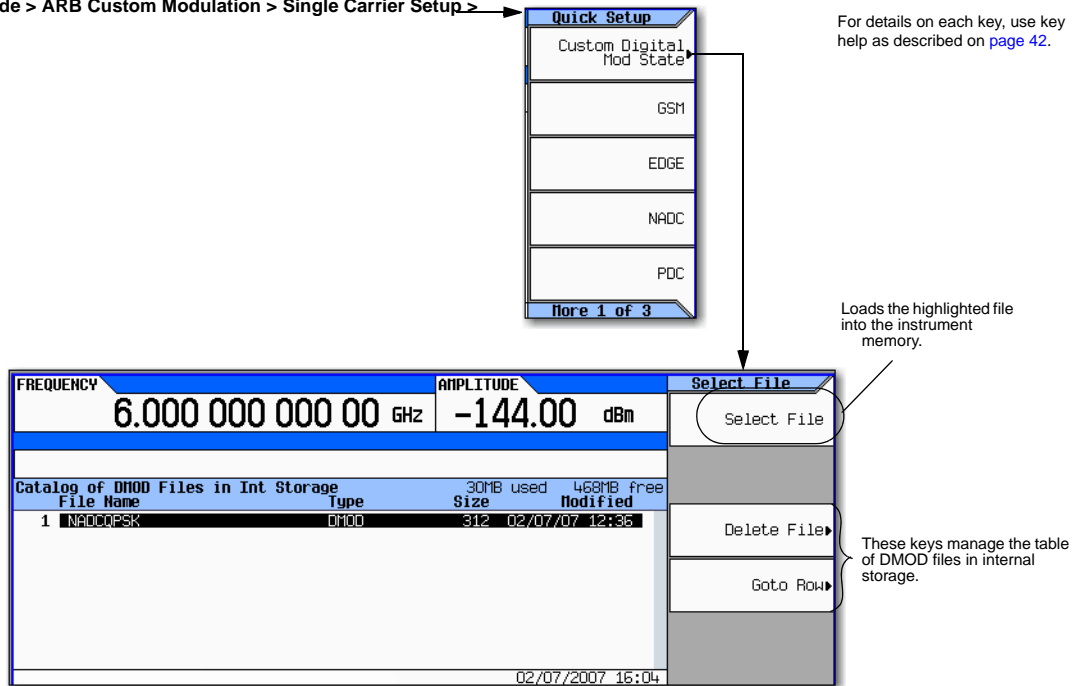 de > ARB Custom Modulation > Single Carrier Setup >
Quick Setup
Custom Digital
Mod State
GSM
EDGE
NADC
PDC
More 1 of 3
For details on each key, use key
help as described on page 42.
Loads the highlighted file
into the instrument
memory.
FREQUENCY
6.000 000 000 00 GHz
AMPLITUDE
-144.00 dBm
Select File
Select File
Catalog of DMOD Files in Int Storage 30MB used 468MB free
File Name Type Size Modified
1 NADCQPSK DMOD 312 02/07/07 12:36
Delete File
Goto Row
These keys manage the table
of DMOD files in internal
storage.
02/07/2007 16:04